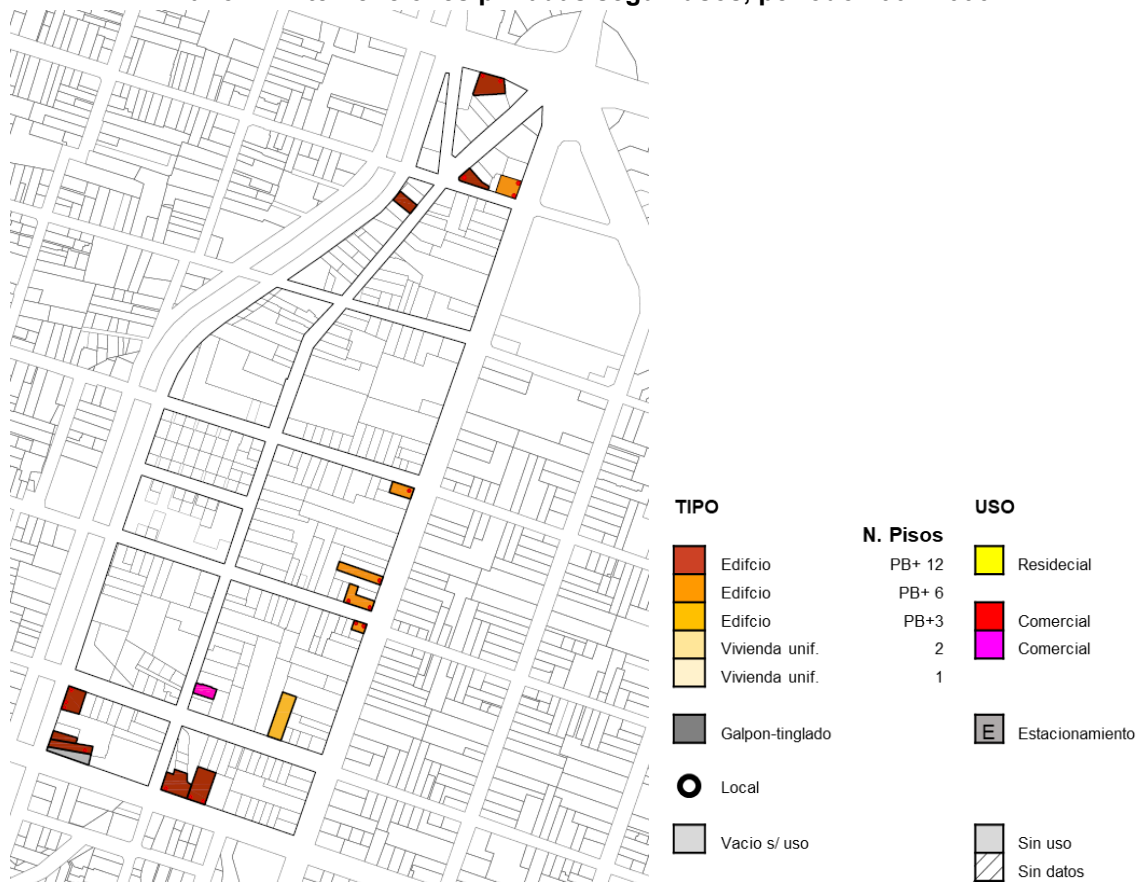 TIPO
USO
N. Pisos
Edifcio PB+ 12 Residecial
Edifcio PB+ 6
Edifcio PB+3 Comercial
Vivienda unif. 2 Comercial
Vivienda unif. 1
Galpon-tinglado E Estacionamiento
Local
Vacio s/ uso Sin uso
Sin datos